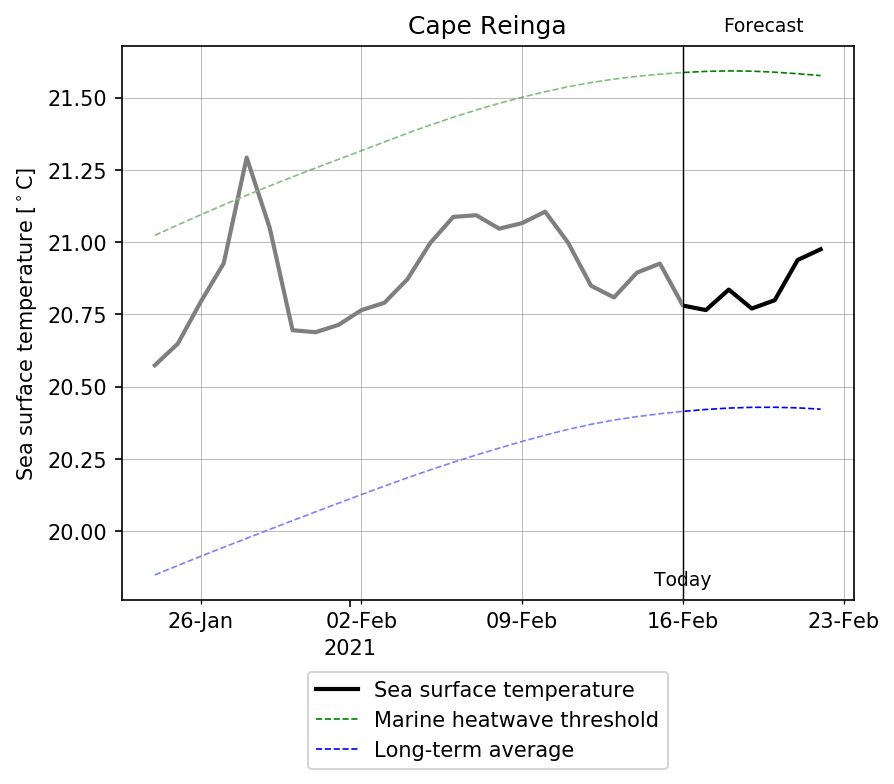 Cape Reinga
Forecast
Sea surface temperature [°C]
21.50
21.25
21.00
20.75
20.50
20.25
20.00
Today
26-Jan 02-Feb 09-Feb 16-Feb 23-Feb
2021
Sea surface temperature
Marine heatwave threshold
Long-term average